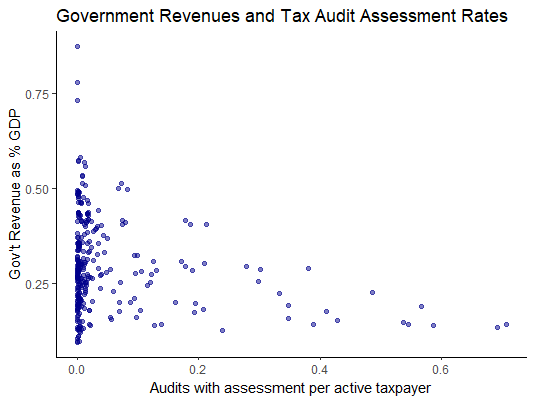 Government Revenues and Tax Audit Assessment Rates
Gov't Revenue as % GDP
0.75
0.50
0.25
0.0 0.2 0.4 0.6
Audits with assessment per active taxpayer